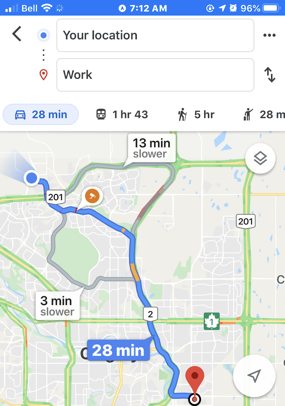 Bell 7:12 AM 96%
Your location
Work
28 min 1 hr 43 5 hr 28 m
13 min
slower
201
201
3 min
slower
2
1
28 min